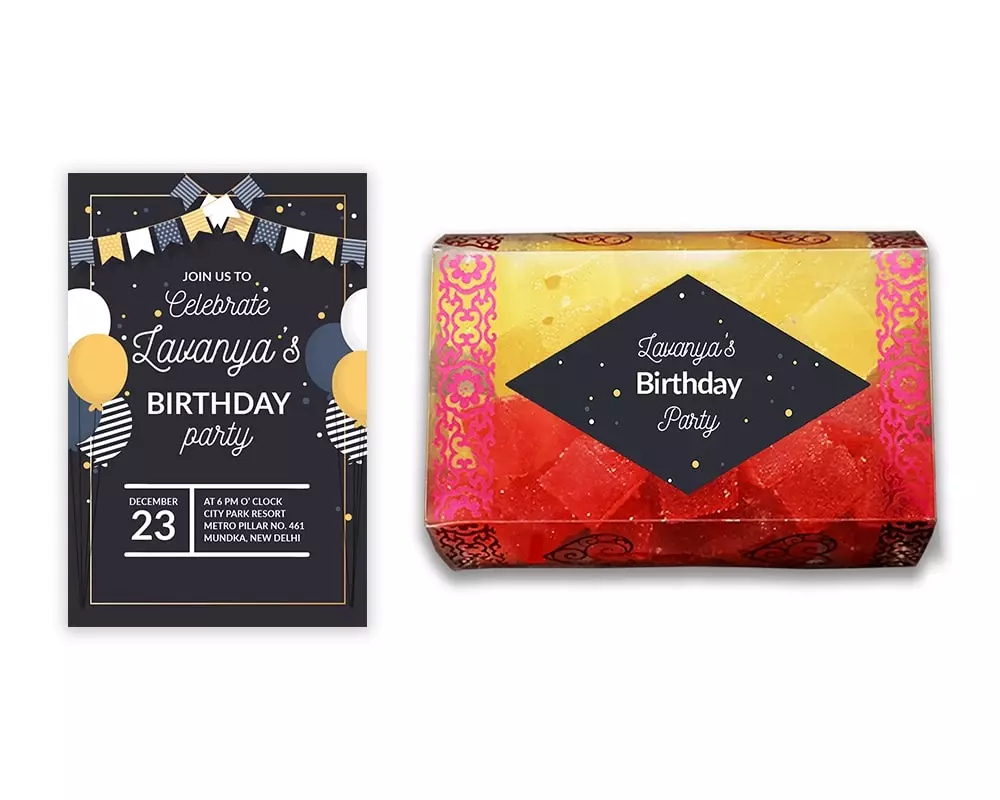 JOIN US TO
Celebrate
Lavanya's
BIRTHDAY
party
DECEMBER
23
AT 6 PM O' CLOCK
CITY PARK RESORT
METRO PILLAR NO. 461
MUNDKA, NEW DELHI
Lavanya's
Birthday
Party